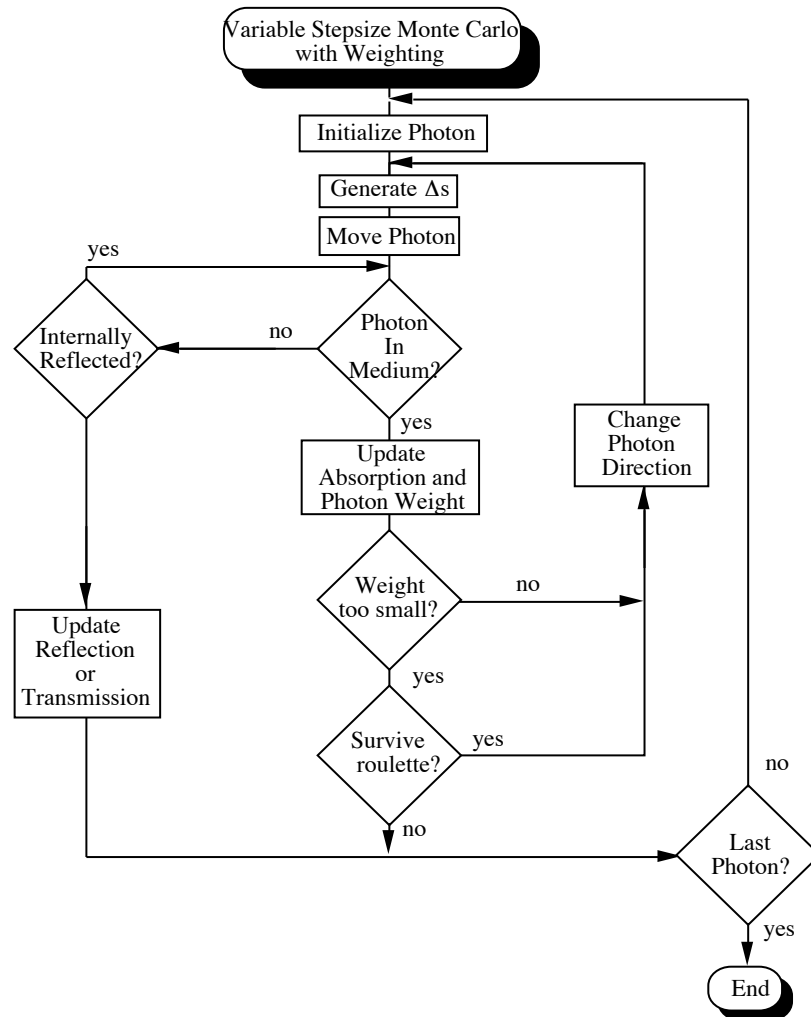 Variable Stepsize Monte Carlo
with Weighting
Initialize Photon
Generate Δs
Move Photon
yes
Internally
Reflected?
no
Photon
In
Medium?
yes
Change
Photon
Direction
Update
Absorption and
Photon Weight
Weight
too small?
no
Update
Reflection
or
Transmission
yes
Survive
roulette?
yes
no
no
Last
Photon?
yes
End